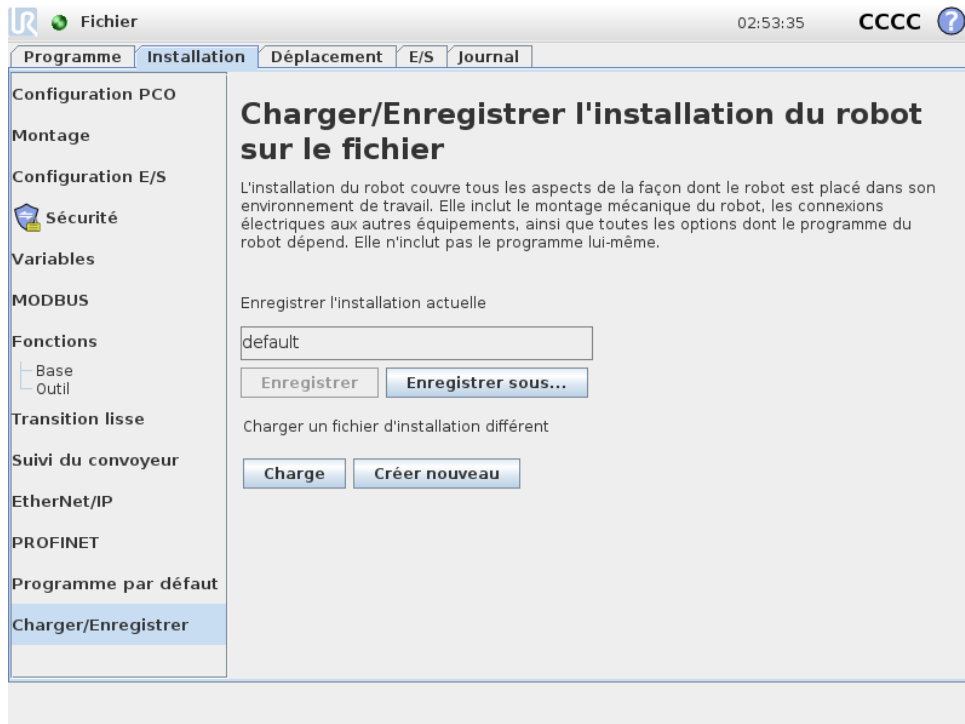 UR Fichier 02:53:35 CCCC ?
Programme Installation Déplacement E/S Journal
Configuration PCO
Montage
Configuration E/S
Sécurité
Variables
MODBUS
Fonctions
Base
Outil
Transition lisse
Suivi du convoyeur
EtherNet/IP
PROFINET
Programme par défaut
Charger/Enregistrer
Charger/Enregistrer l'installation du robot
sur le fichier
L'installation du robot couvre tous les aspects de la façon dont le robot est placé dans son
environnement de travail. Elle inclut le montage mécanique du robot, les connexions
électriques aux autres équipements, ainsi que toutes les options dont le programme du
robot dépend. Elle n'inclut pas le programme lui-même.
Enregistrer l'installation actuelle
default
Enregistrer Enregistrer sous...
Charger un fichier d'installation différent
Charge Créer nouveau